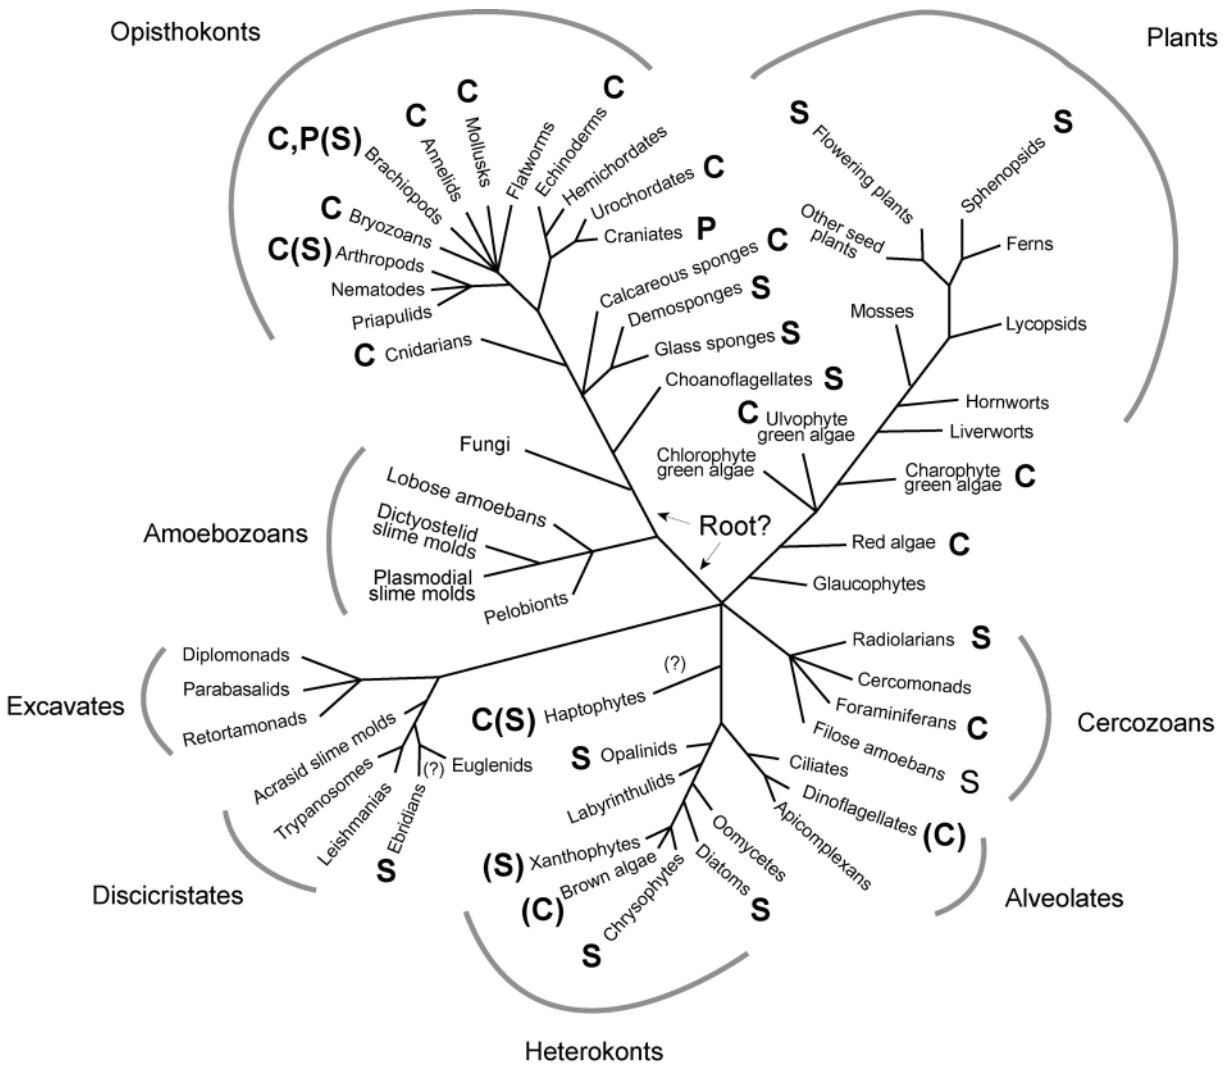 Opisthokonts
Plants
C
C
C
S
S
C,P(S)
Mollusks
Annelids
Brachiopods
Flatworms
Echinoderms
Hemichordates
Flowering plants
Sphenopsids
C
Bryozoans
Urochordates C
C(S) Arthropods
Craniates P
Other seed
plants
Ferns
Nematodes
Calcareous sponges C
Priapulids
Demosponges S
Mosses
Lycopsids
C Cnidarians
Glass sponges S
Choanoflagellates S
Hornworts
C Ulvophyte
green algae
Liverworts
Fungi
Chlorophyte
green algae
Charophyte
green algae C
Lobose amoebans
Amoebozoans
Dictyostelid
slime molds
Root?
Red algae C
Plasmodial
slime molds
Glaucophytes
Pelobionts
Diplomonads
(?)
Radiolarians S
Excavates
Parabasalids
Cercomonads
Retortamonads
C(S) Haptophytes
Foraminiferans C
Cercozoans
Acrasid slime molds
S Opalinids
Filose amoebans S
Trypanosomes
(?)
Euglenids
Ciliates
Leishmanias
Labyrinthulids
Dinoflagellates (C)
S Ebridians
Apicomplexans
(S) Xanthophytes
Oomycetes
Discicristates
(C) Brown algae
Diatoms S
Alveolates
S Chrysophytes
Heterokonts